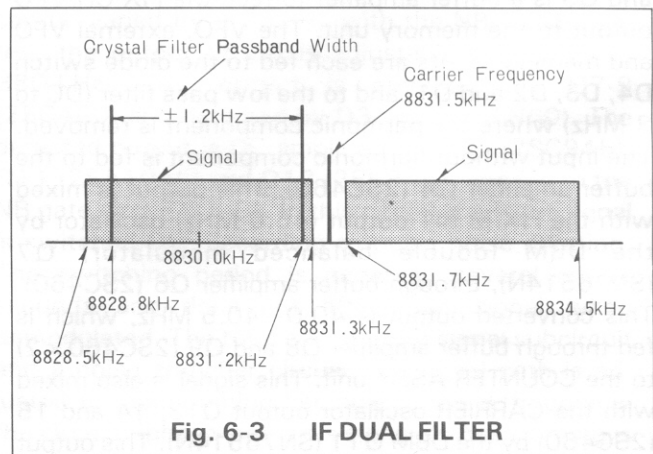 Crystal Filter Passband Width
Carrier Frequency
8831.5kHz
±1.2kHz
Signal
Signal
8830.0kHz
8831.7kHz
8828.8kHz
8834.5kHz
8831.3kHz
8828.5kHz
8831.2kHz
Fig. 6-3 IF DUAL FILTER